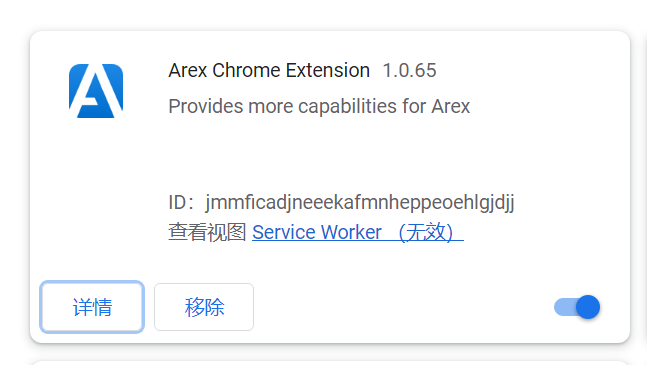 Arex Chrome Extension 1.0.65
Provides more capabilities for Arex
ID：jmmficadjneeekafmnheppeoehlgjdjj
查看视图 Service Worker （无效）
详情 移除